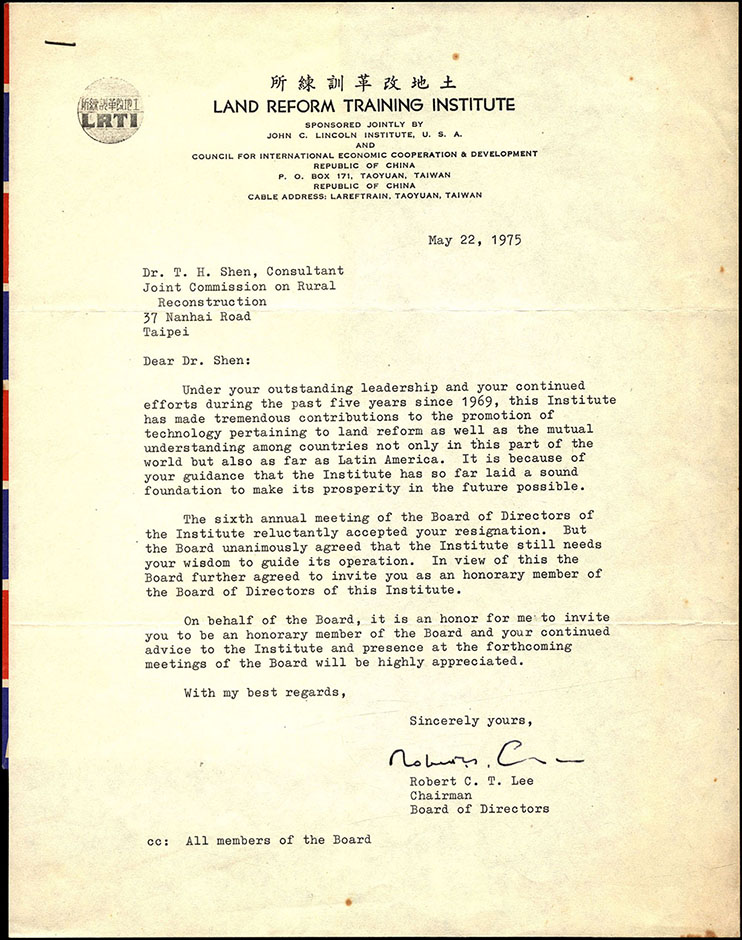 土地改革訓練所
LAND REFORM TRAINING INSTITUTE
SPONSORED JOINTLY BY
JOHN C. LINCOLN INSTITUTE, U. S. A.
AND
COUNCIL FOR INTERNATIONAL ECONOMIC COOPERATION & DEVELOPMENT
REPUBLIC OF CHINA
P. O. BOX 171, TAOYUAN, TAIWAN
REPUBLIC OF CHINA
CABLE ADDRESS: LAREFTRAIN, TAOYUAN, TAIWAN
土地改革訓練所
LRTI
May 22, 1975
Dr. T. H. Shen, Consultant
Joint Commission on Rural
Reconstruction
37 Nanhai Road
Taipei
Dear Dr. Shen:
Under your outstanding leadership and your continued
efforts during the past five years since 1969, this Institute
has made tremendous contributions to the promotion of
technology pertaining to land reform as well as the mutual
understanding among countries not only in this part of the
world but also as far as Latin America. It is because of
your guidance that the Institute has so far laid a sound
foundation to make its prosperity in the future possible.
The sixth annual meeting of the Board of Directors of
the Institute reluctantly accepted your resignation. But
the Board unanimously agreed that the Institute still needs
your wisdom to guide its operation. In view of this the
Board further agreed to invite you as an honorary member of
the Board of Directors of this Institute.
On behalf of the Board, it is an honor for me to invite
you to be an honorary member of the Board and your continued
advice to the Institute and presence at the forthcoming
meetings of the Board will be highly appreciated.
With my best regards,
Sincerely yours,
Robert C. T. Lee
Chairman
Board of Directors
cc: All members of the Board